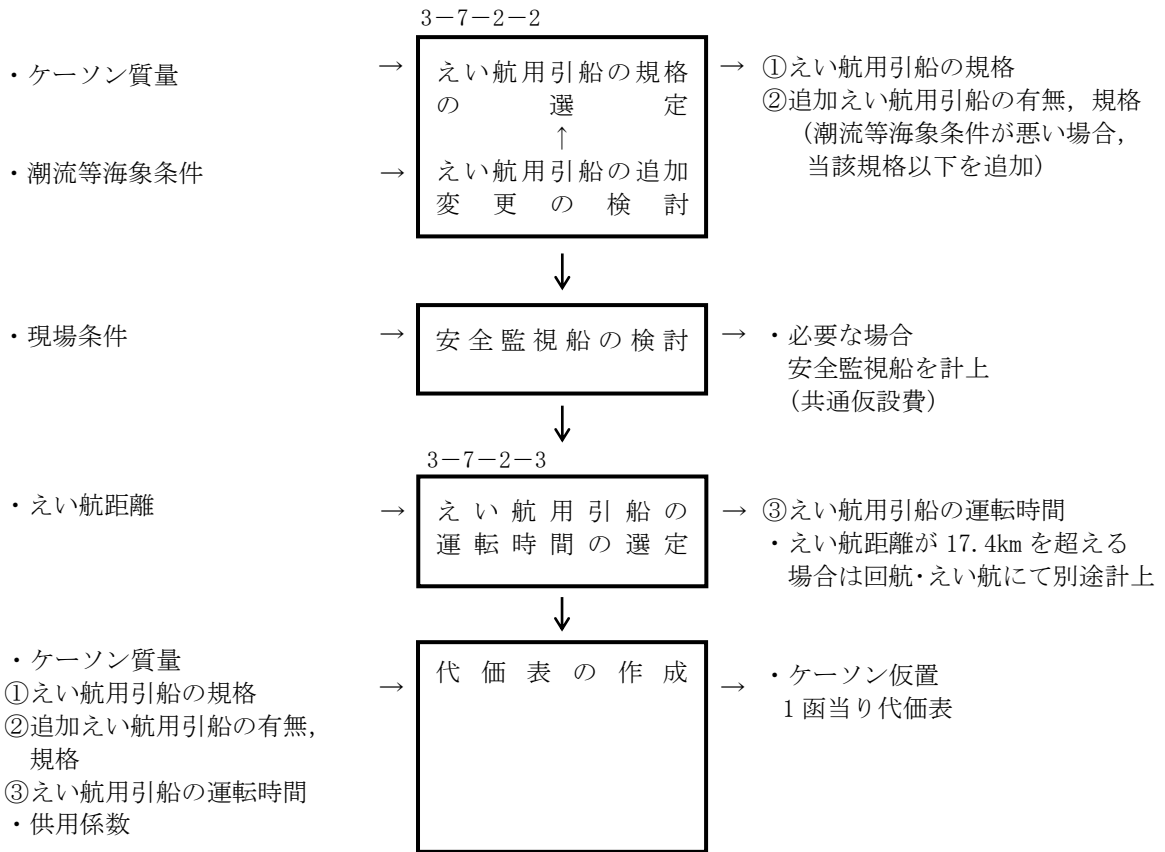 3－7－2－2
・ケーソン質量
→
えい航用引船の規格
の選定
↑
→ ①えい航用引船の規格
②追加えい航用引船の有無，規格
（潮流等海象条件が悪い場合，
当該規格以下を追加）
・潮流等海象条件
→
えい航用引船の追加
変更の検討
↓
・現場条件
→
安全監視船の検討
→ ・必要な場合
安全監視船を計上
（共通仮設費）
↓
3－7－2－3
・えい航距離
→
えい航用引船の
運転時間の選定
→ ③えい航用引船の運転時間
・えい航距離が 17.4km を超える
場合は回航・えい航にて別途計上
↓
・ケーソン質量
①えい航用引船の規格
②追加えい航用引船の有無，
規格
③えい航用引船の運転時間
・供用係数
→
代価表の作成
→ ・ケーソン仮置
1 函当り代価表